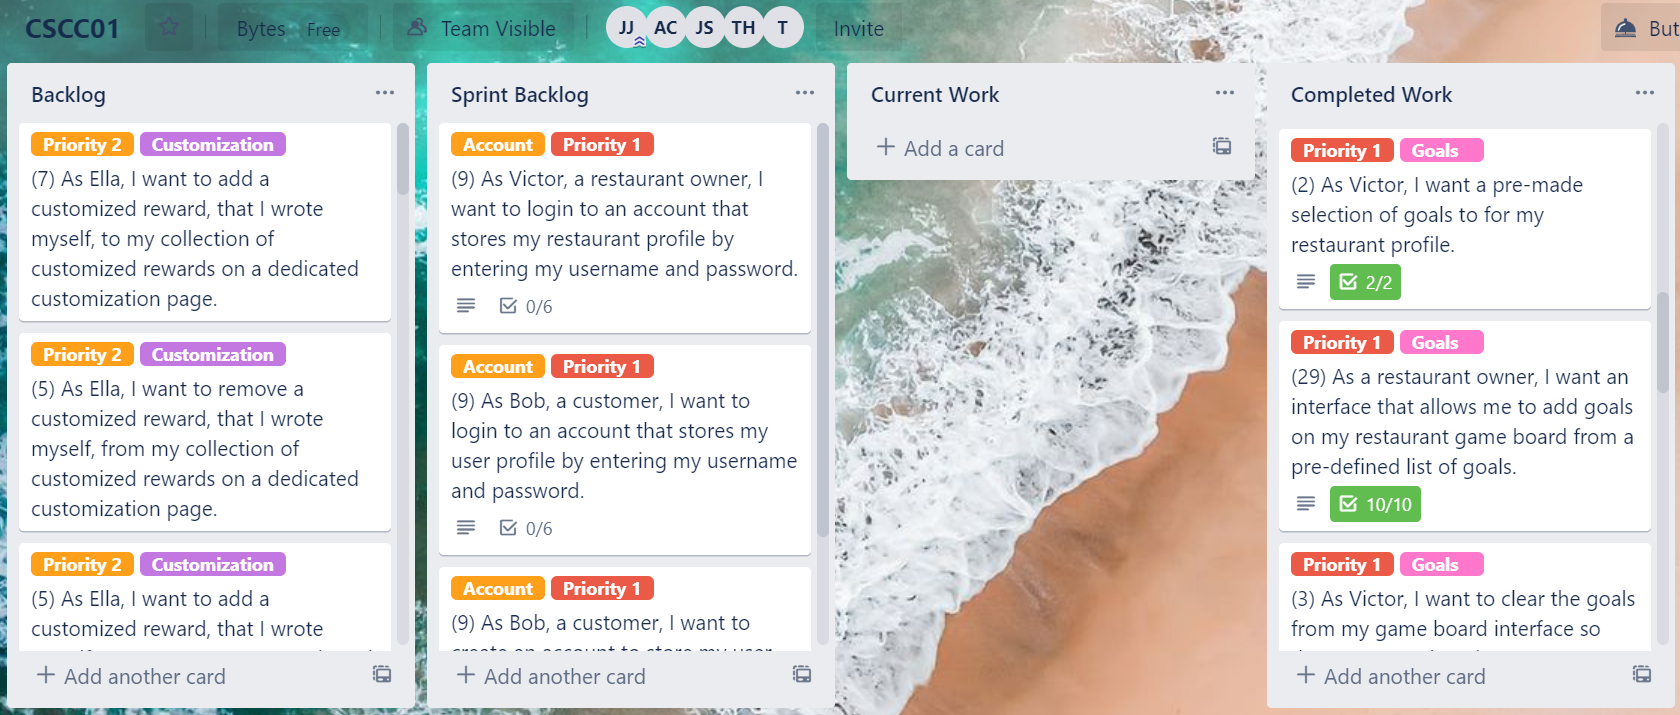 CSCC01
Bytes Free
Team Visible
JJ AC JS TH T
Invite
But
Backlog
Priority 2 Customization
(7) As Ella, I want to add a
customized reward, that I wrote
myself, to my collection of
customized rewards on a dedicated
customization page.
Priority 2 Customization
(5) As Ella, I want to remove a
customized reward, that I wrote
myself, from my collection of
customized rewards on a dedicated
customization page.
Priority 2 Customization
(5) As Ella, I want to add a
customized reward, that I wrote
+ Add another card
Sprint Backlog
Account Priority 1
(9) As Victor, a restaurant owner, I
want to login to an account that
stores my restaurant profile by
entering my username and password.
0/6
Account Priority 1
(9) As Bob, a customer, I want to
login to an account that stores my
user profile by entering my username
and password.
0/6
Account Priority 1
(9) As Bob, a customer, I want to
create an account to store my user
+ Add another card
Current Work
+ Add a card
Completed Work
Priority 1 Goals
(2) As Victor, I want a pre-made
selection of goals to for my
restaurant profile.
2/2
Priority 1 Goals
(29) As a restaurant owner, I want an
interface that allows me to add goals
on my restaurant game board from a
pre-defined list of goals.
10/10
Priority 1 Goals
(3) As Victor, I want to clear the goals
from my game board interface so
+ Add another card